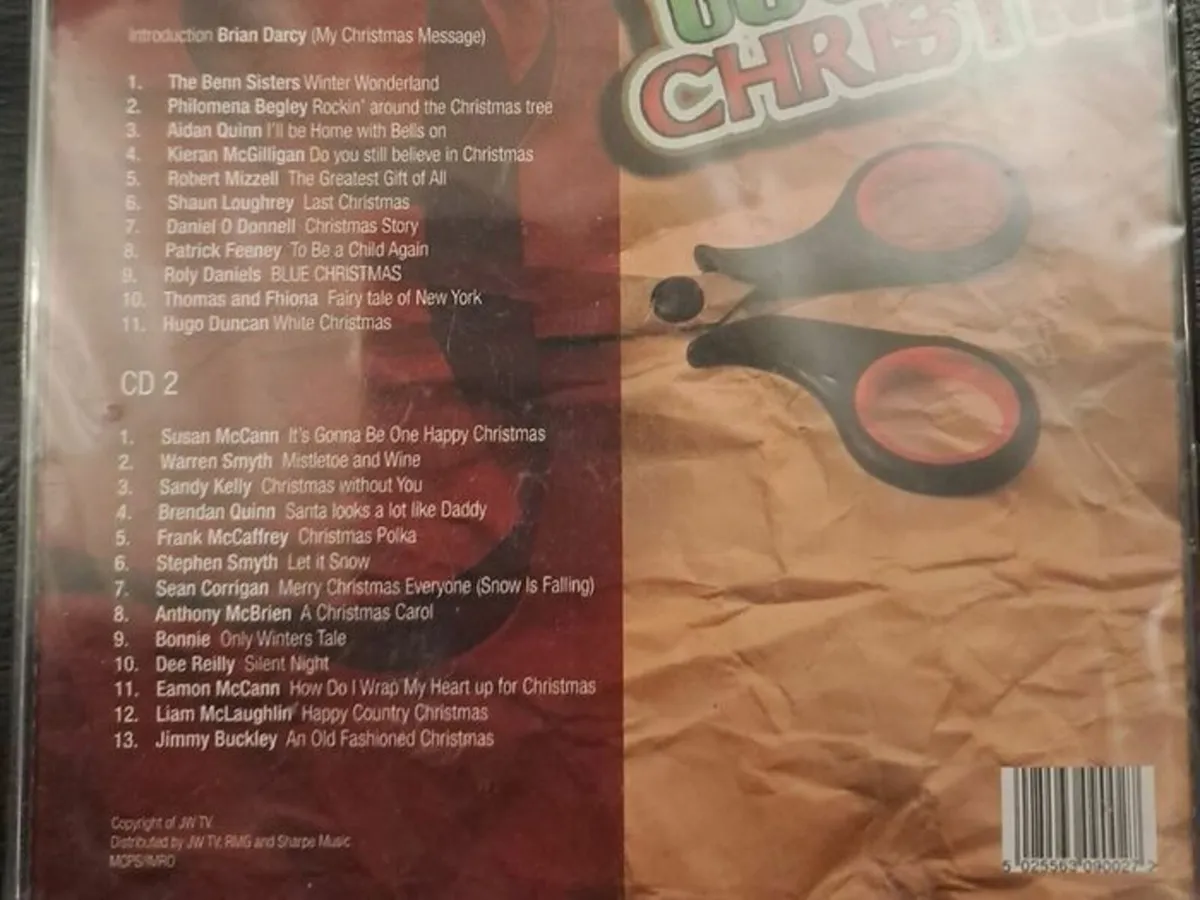 CHRISTM
Introduction Brian Darcy (My Christmas Message)
1. The Benn Sisters Winter Wonderland
2. Philomena Begley Rockin' around the Christmas tree
3. Aidan Quinn I'll be Home with Bells on
4. Kieran McGilligan Do you still believe in Christmas
5. Robert Mizzell The Greatest Gift of All
6. Shaun Loughrey Last Christmas
7. Daniel O Donnell Christmas Story
8. Patrick Feeney To Be a Child Again
9. Roly Daniels BLUE CHRISTMAS
10. Thomas and Fhiona Fairy tale of New York
11. Hugo Duncan White Christmas
CD 2
1. Susan McCann It's Gonna Be One Happy Christmas
2. Warren Smyth Mistletoe and Wine
3. Sandy Kelly Christmas without You
4. Brendan Quinn Santa looks a lot like Daddy
5. Frank McCaffrey Christmas Polka
6. Stephen Smyth Let it Snow
7. Sean Corrigan Merry Christmas Everyone (Snow Is Falling)
8. Anthony McBrien A Christmas Carol
9. Bonnie Only Winters Tale
10. Dee Reilly Silent Night
11. Eamon McCann How Do I Wrap My Heart up for Christmas
12. Liam McLaughlin Happy Country Christmas
13. Jimmy Buckley An Old Fashioned Christmas
Copyright of JW TV
Distributed by JW TV, RMG and Sharpe Music
MCPS/IMRO
5 025563 090027 >